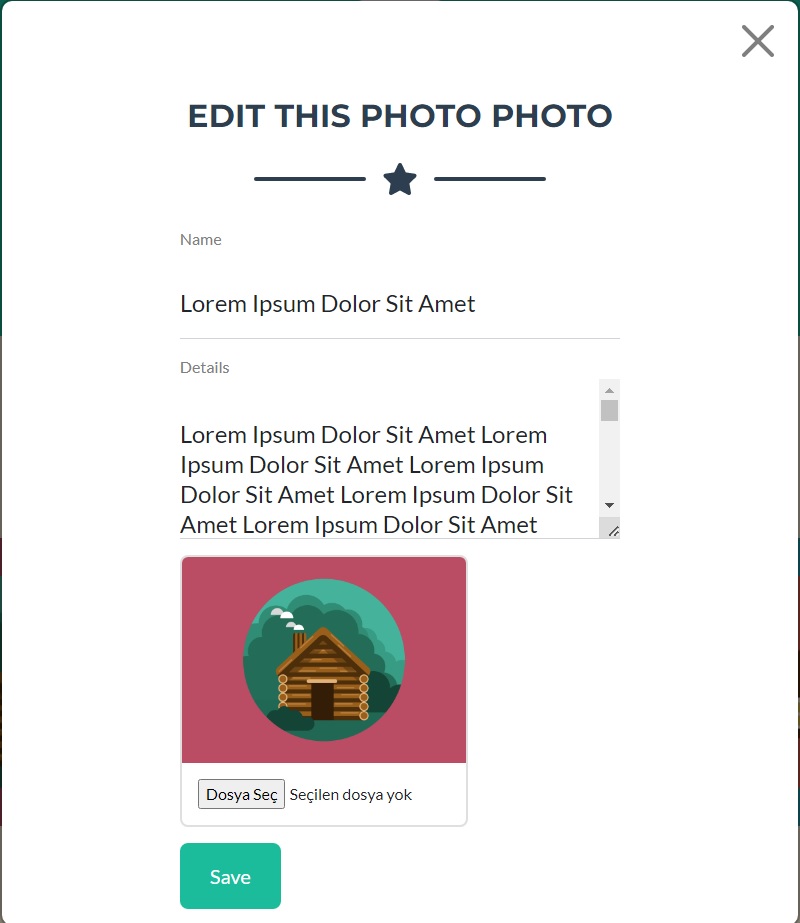 EDIT THIS PHOTO PHOTO
Name
Lorem Ipsum Dolor Sit Amet
Details
Lorem Ipsum Dolor Sit Amet Lorem
Ipsum Dolor Sit Amet Lorem Ipsum
Dolor Sit Amet Lorem Ipsum Dolor Sit
Amet Lorem Ipsum Dolor Sit Amet
Dosya Seç Seçilen dosya yok
Save